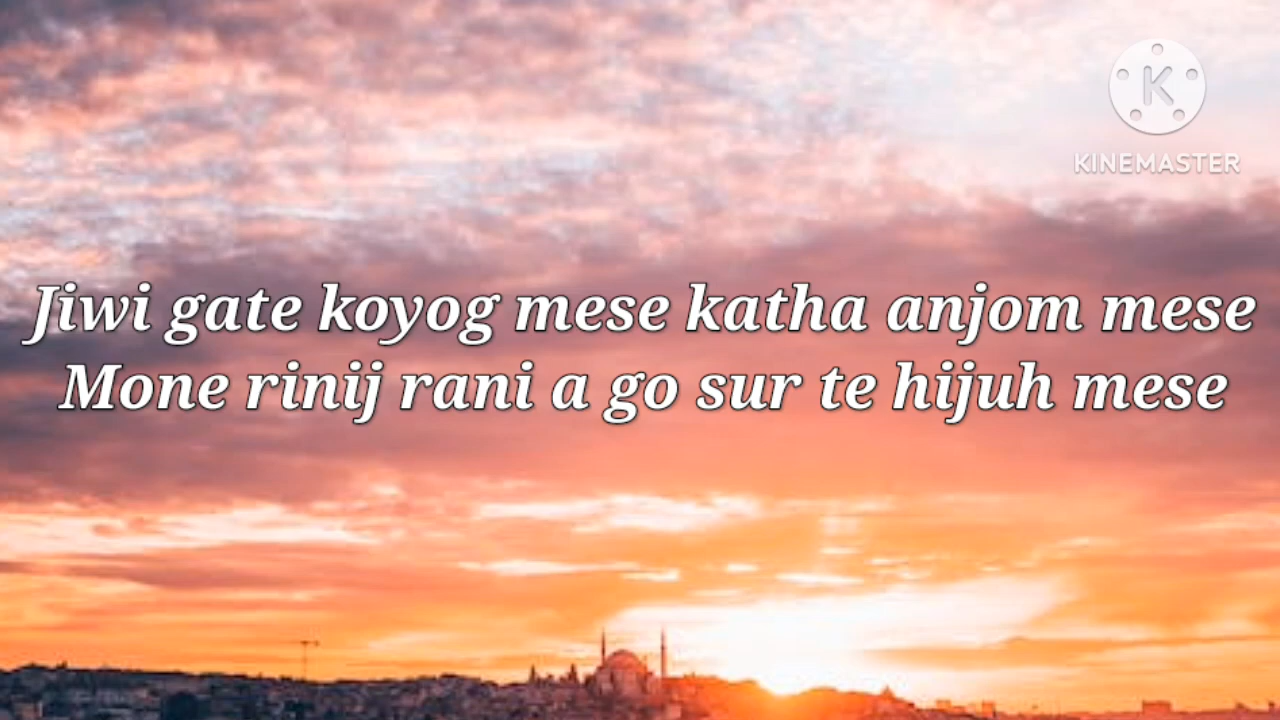 KINEMASTER
Jiwi gate koyog mese katha anjom mese
Mone rinij rani a go sur te hijuh mese